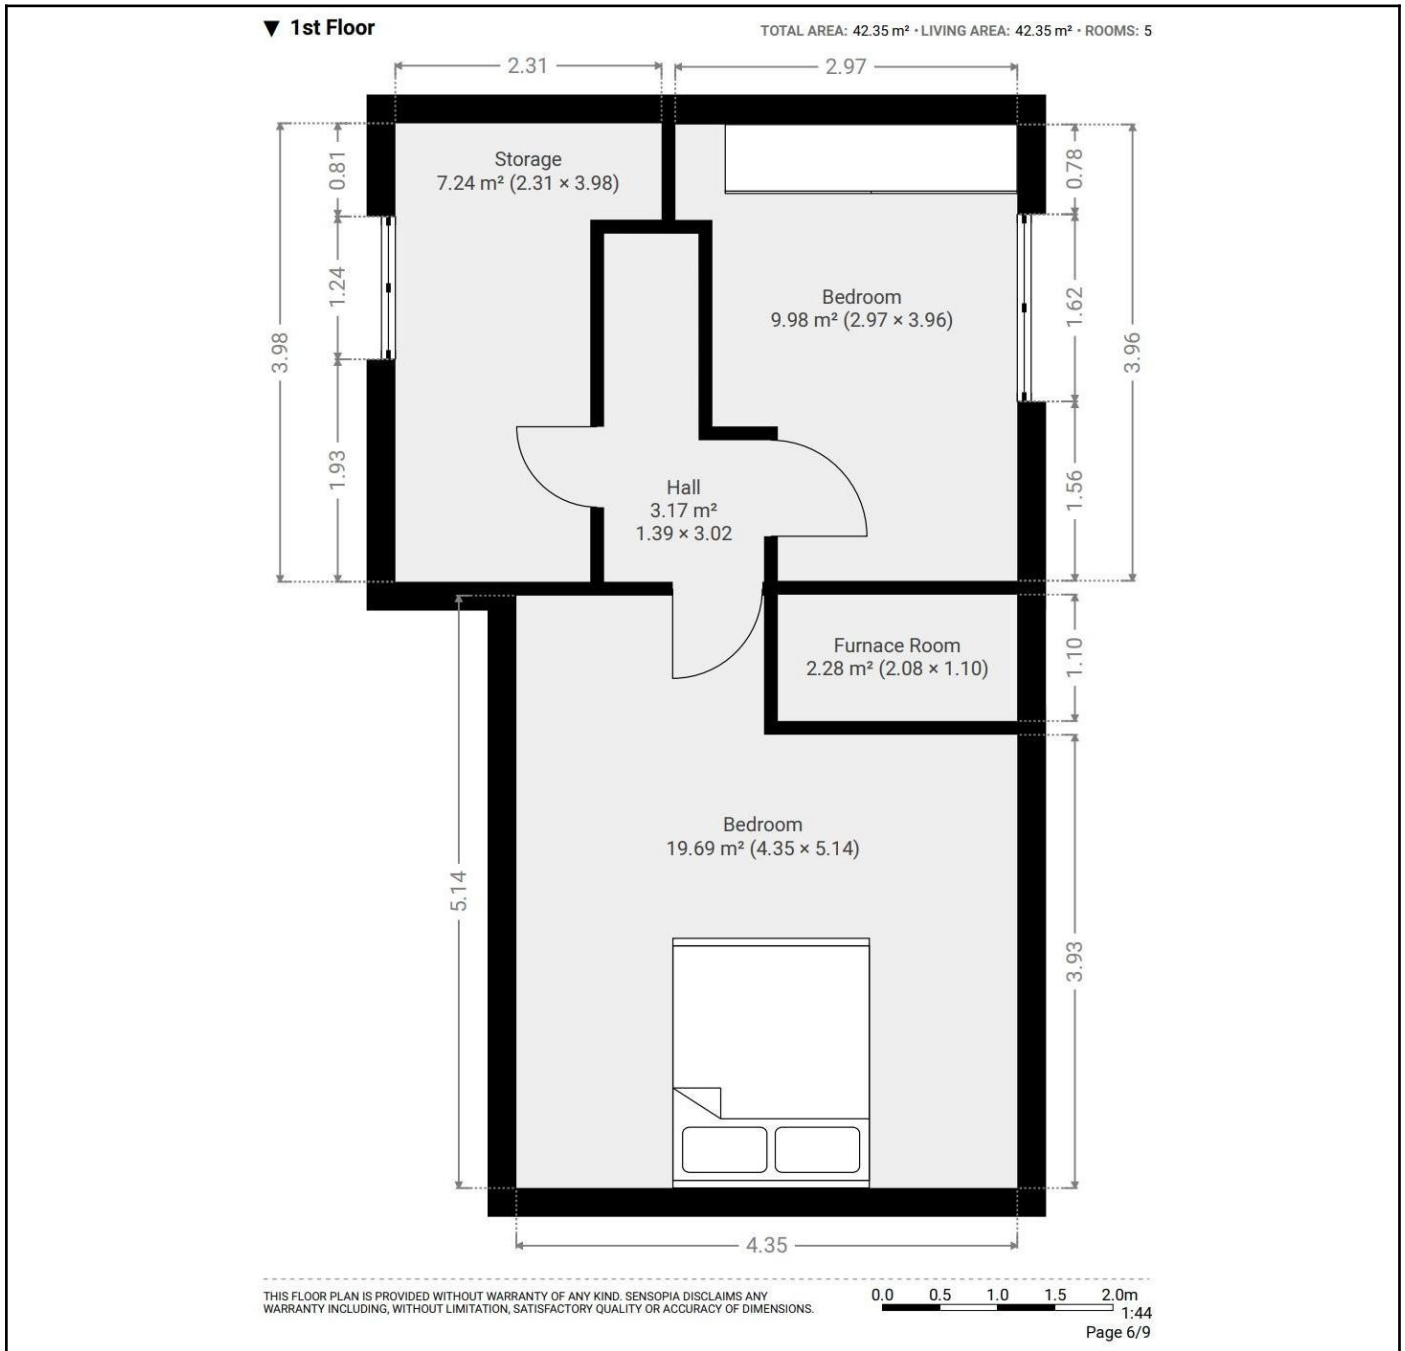 ▼ 1st Floor
TOTAL AREA: 42.35 m² · LIVING AREA: 42.35 m² · ROOMS: 5
2.31
2.97
Storage
7.24 m² (2.31 × 3.98)
0.81
0.78
1.24
1.62
3.98
3.96
Bedroom
9.98 m² (2.97 × 3.96)
1.93
1.56
Hall
3.17 m²
1.39 × 3.02
Furnace Room
2.28 m² (2.08 × 1.10)
1.10
Bedroom
19.69 m² (4.35 × 5.14)
5.14
3.93
4.35
THIS FLOOR PLAN IS PROVIDED WITHOUT WARRANTY OF ANY KIND. SENSOPIA DISCLAIMS ANY
WARRANTY INCLUDING, WITHOUT LIMITATION, SATISFACTORY QUALITY OR ACCURACY OF DIMENSIONS.
0.0 0.5 1.0 1.5 2.0m
1:44
Page 6/9